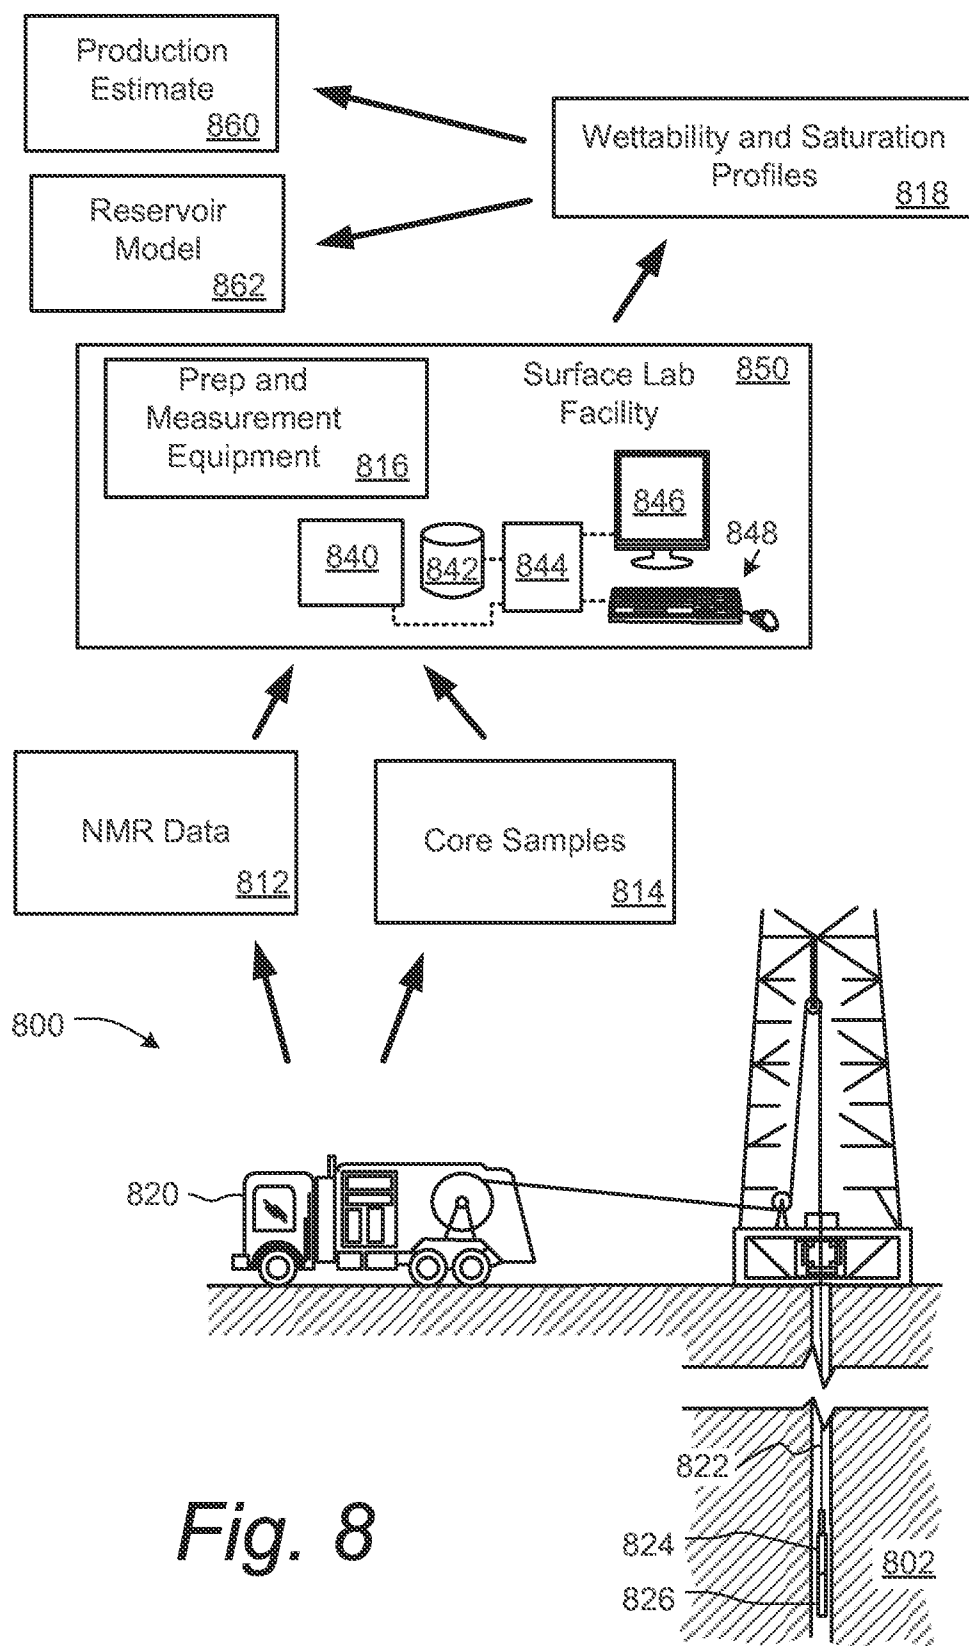 Production
Estimate
860
Wettability and Saturation
Profiles
818
Reservoir
Model
862
Prep and
Measurement
Equipment
816
Surface Lab
Facility
850
840
842
844
846
848
NMR Data
812
Core Samples
814
800
820
822
824
826
802
Fig. 8